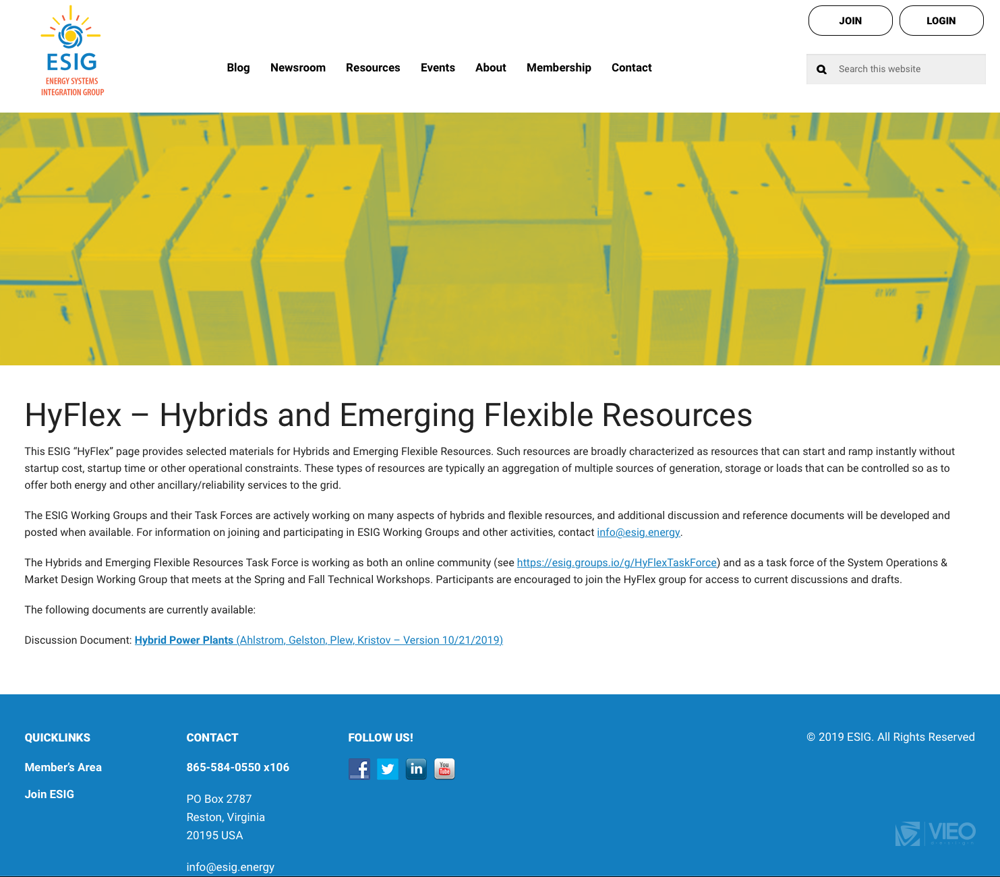 JOIN
LOGIN
ESIG
ENERGY SYSTEMS
INTEGRATION GROUP
Blog
Newsroom
Resources
Events
About
Membership
Contact
Search this website
HyFlex – Hybrids and Emerging Flexible Resources
This ESIG “HyFlex” page provides selected materials for Hybrids and Emerging Flexible Resources. Such resources are broadly characterized as resources that can start and ramp instantly without
startup cost, startup time or other operational constraints. These types of resources are typically an aggregation of multiple sources of generation, storage or loads that can be controlled so as to
offer both energy and other ancillary/reliability services to the grid.
The ESIG Working Groups and their Task Forces are actively working on many aspects of hybrids and flexible resources, and additional discussion and reference documents will be developed and
posted when available. For information on joining and participating in ESIG Working Groups and other activities, contact info@esig.energy.
The Hybrids and Emerging Flexible Resources Task Force is working as both an online community (see https://esig.groups.io/g/HyFlexTaskForce) and as a task force of the System Operations &
Market Design Working Group that meets at the Spring and Fall Technical Workshops. Participants are encouraged to join the HyFlex group for access to current discussions and drafts.
The following documents are currently available:
Discussion Document: Hybrid Power Plants (Ahlstrom, Gelston, Plew, Kristov – Version 10/21/2019)
QUICKLINKS
Member’s Area
Join ESIG
CONTACT
865-584-0550 x106
PO Box 2787
Reston, Virginia
20195 USA
info@esig.energy
FOLLOW US!
You
Tube
© 2019 ESIG. All Rights Reserved
VIEO
design